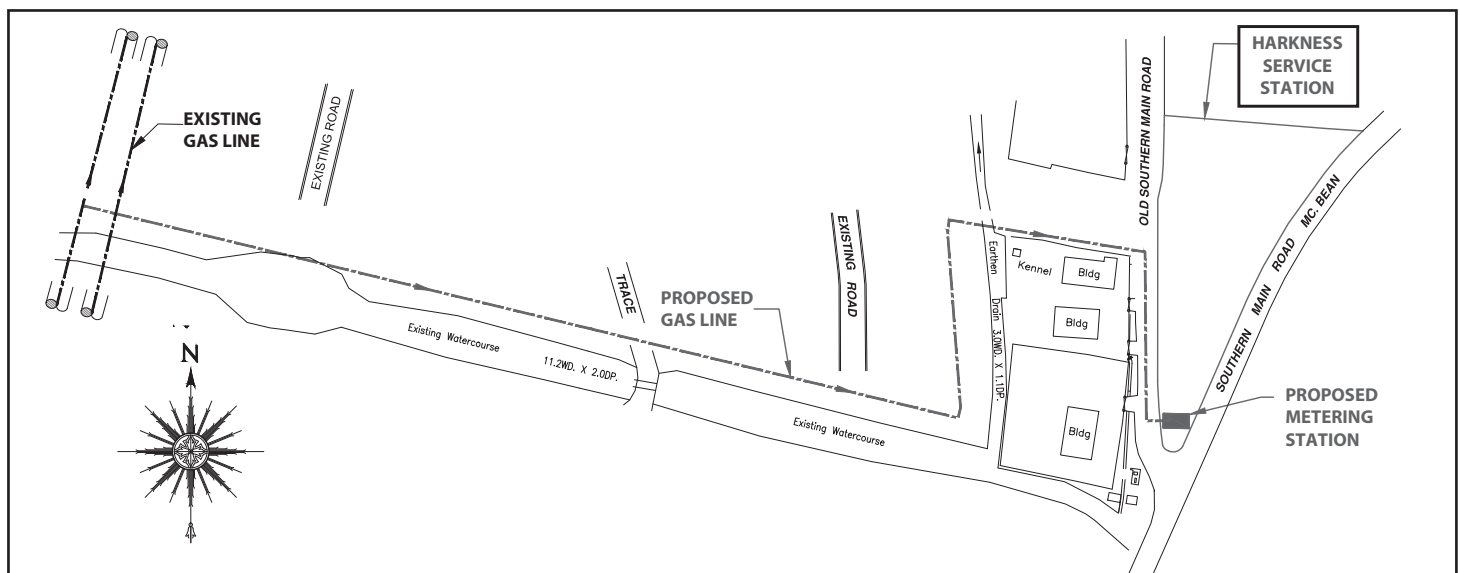 HARKNESS
SERVICE
STATION
EXISTING
GAS LINE
EXISTING ROAD
OLD SOUTHERN MAIN ROAD
SOUTHERN MAIN ROAD MC. BEAN
EXISTING ROAD
Earthen Drain 3.0WD. X 1.1DP.
Kennel
Bldg
Bldg
Bldg
TRACE
PROPOSED
GAS LINE
Existing Watercourse
11.2WD. X 2.0DP.
Existing Watercourse
N
PROPOSED
METERING
STATION